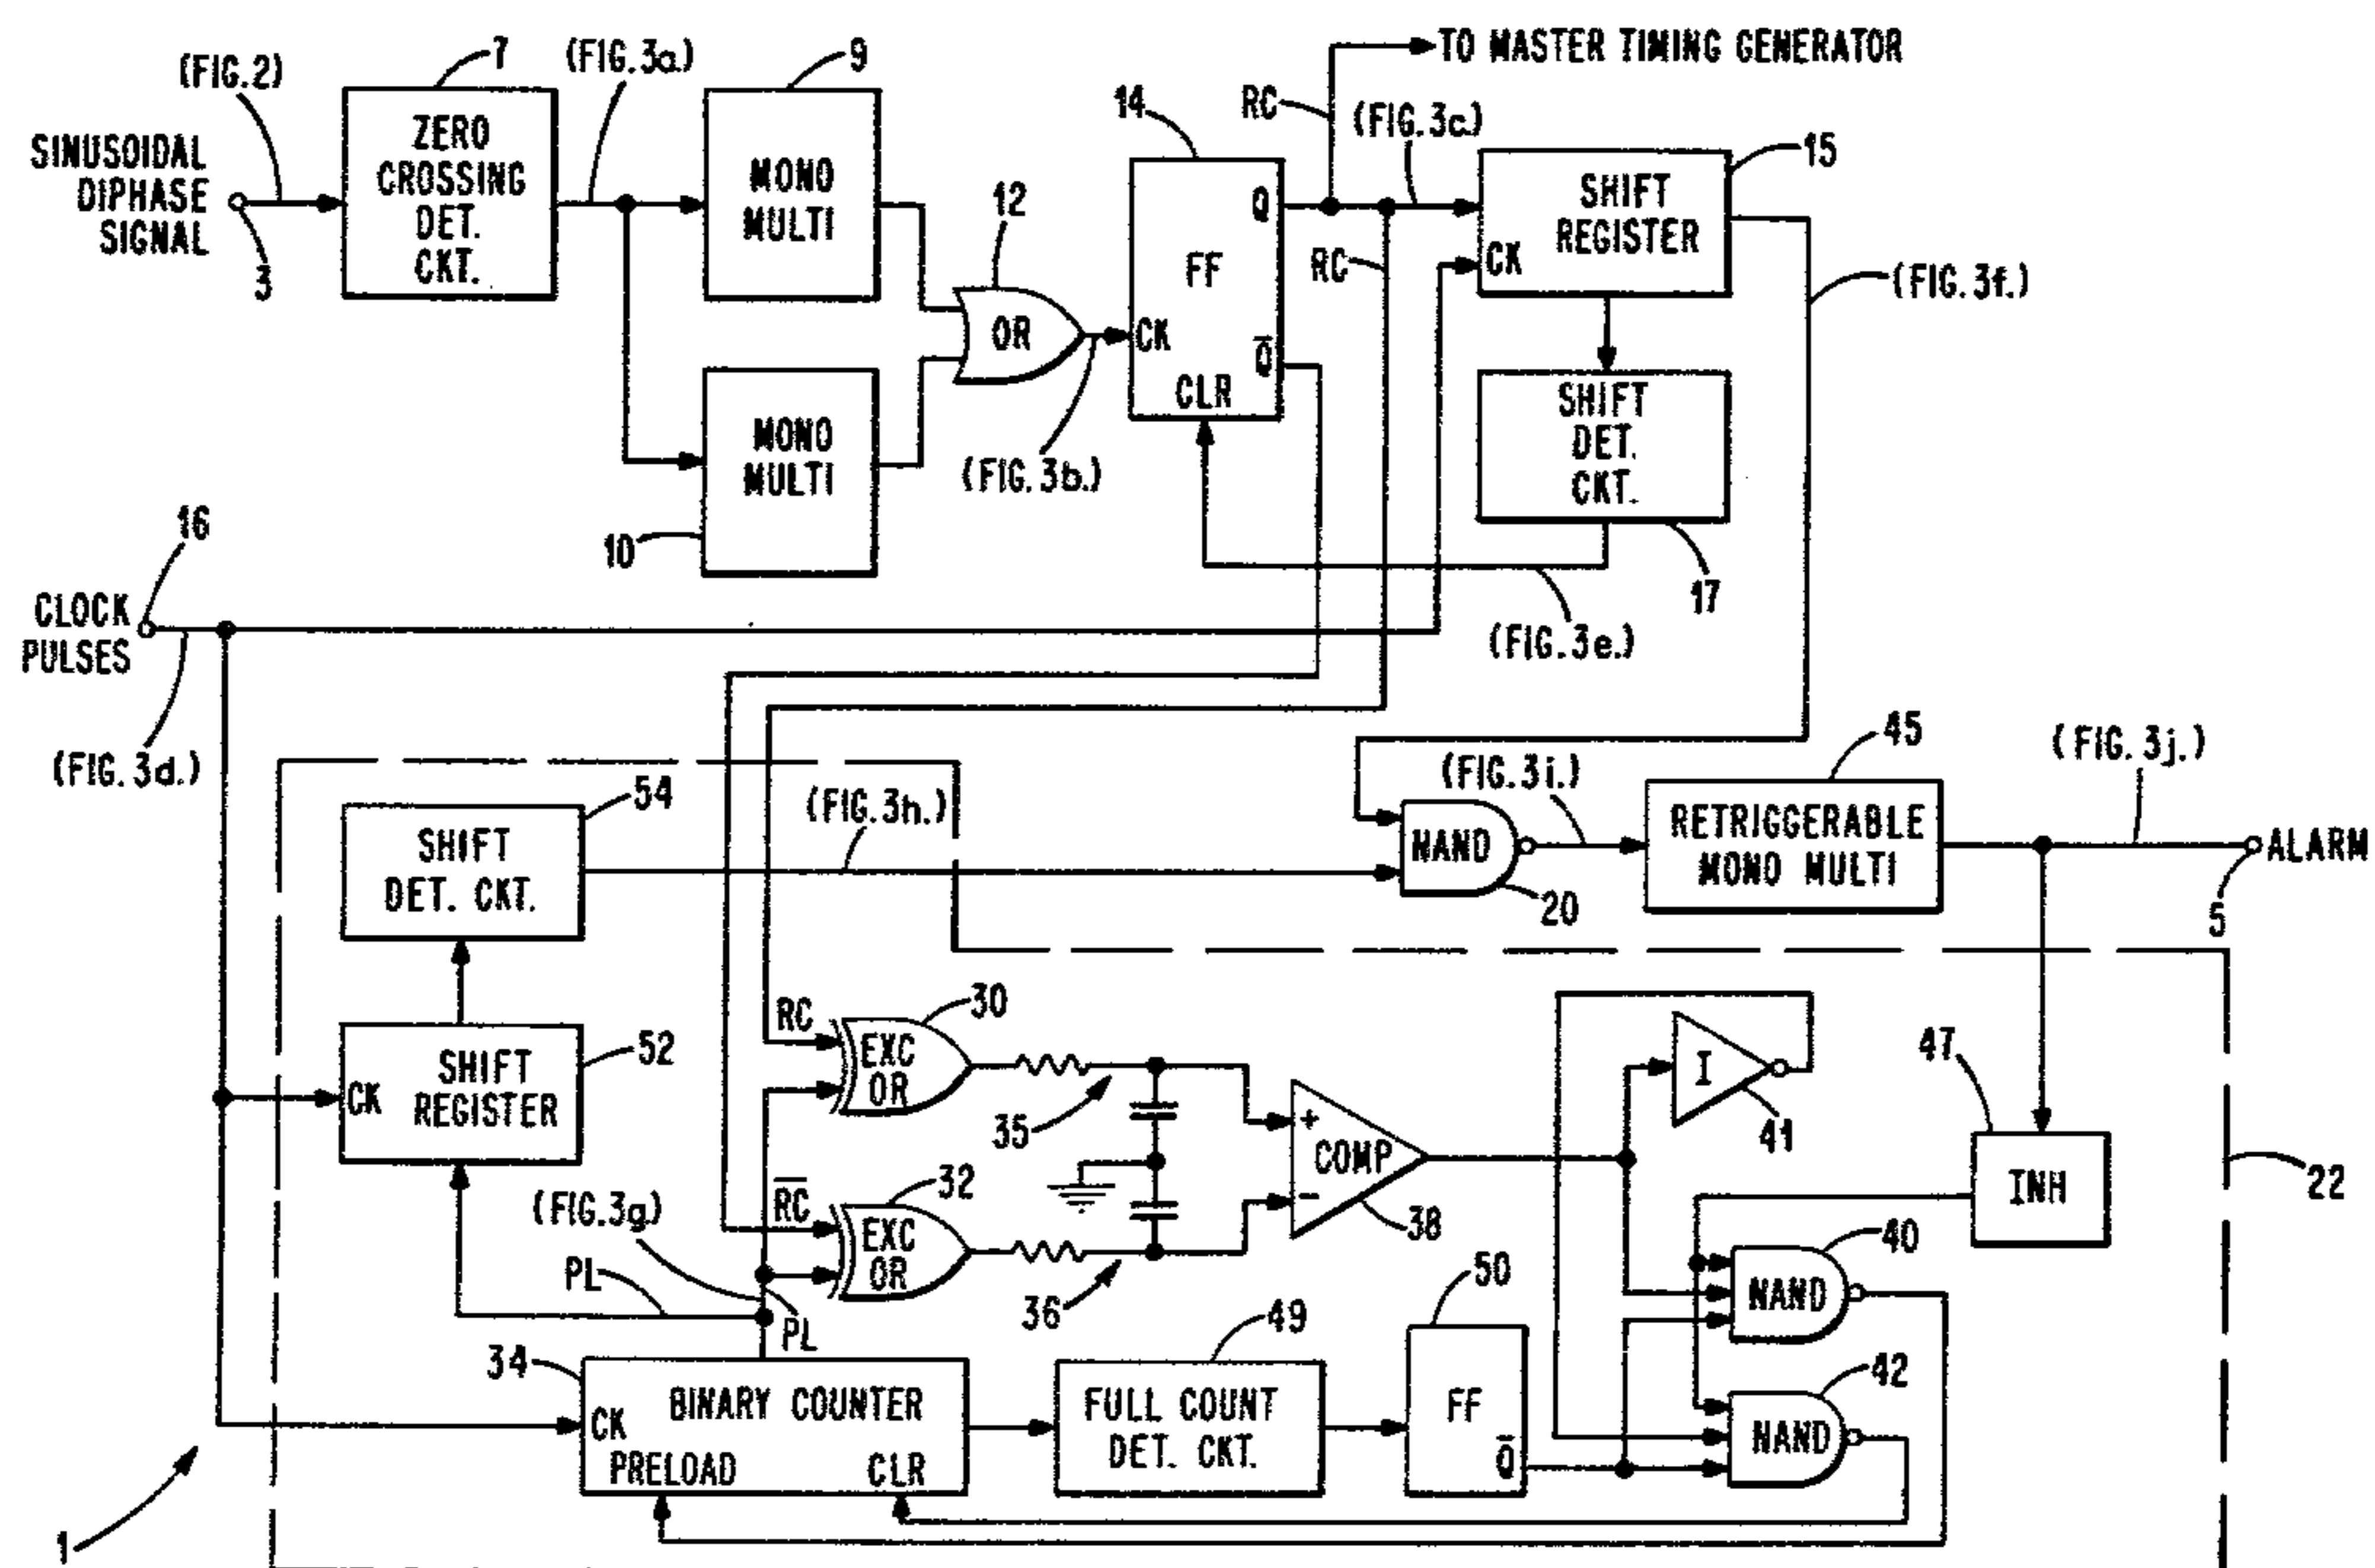 TO MASTER TIMING GENERATOR
(FIG. 2)
7
(FIG. 3a.)
9
14
RC
(FIG. 3c.)
15
SINUSOIDAL
DIPHASE
SIGNAL
3
ZERO
CROSSING
DET.
CKT.
MONO
MULTI
12
OR
(FIG. 3b.)
Q
FF
CK
Q̅
CLR
RC
SHIFT
REGISTER
CK
(FIG. 3f.)
MONO
MULTI
10
SHIFT
DET.
CKT.
17
(FIG. 3e.)
16
CLOCK
PULSES
(FIG. 3d.)
54
SHIFT
DET. CKT.
(FIG. 3h.)
NAND
20
(FIG. 3i.)
45
RETRIGGERABLE
MONO MULTI
(FIG. 3j.)
ALARM
5
52
SHIFT
REGISTER
CK
RC
30
EXC
OR
35
R̅C̅
32
EXC
OR
36
(FIG. 3g)
PL
PL
+
COMP
-
38
I
41
47
INH
22
40
NAND
42
NAND
34
CK
BINARY COUNTER
PRELOAD
CLR
49
FULL COUNT
DET. CKT.
50
FF
Q̅
1